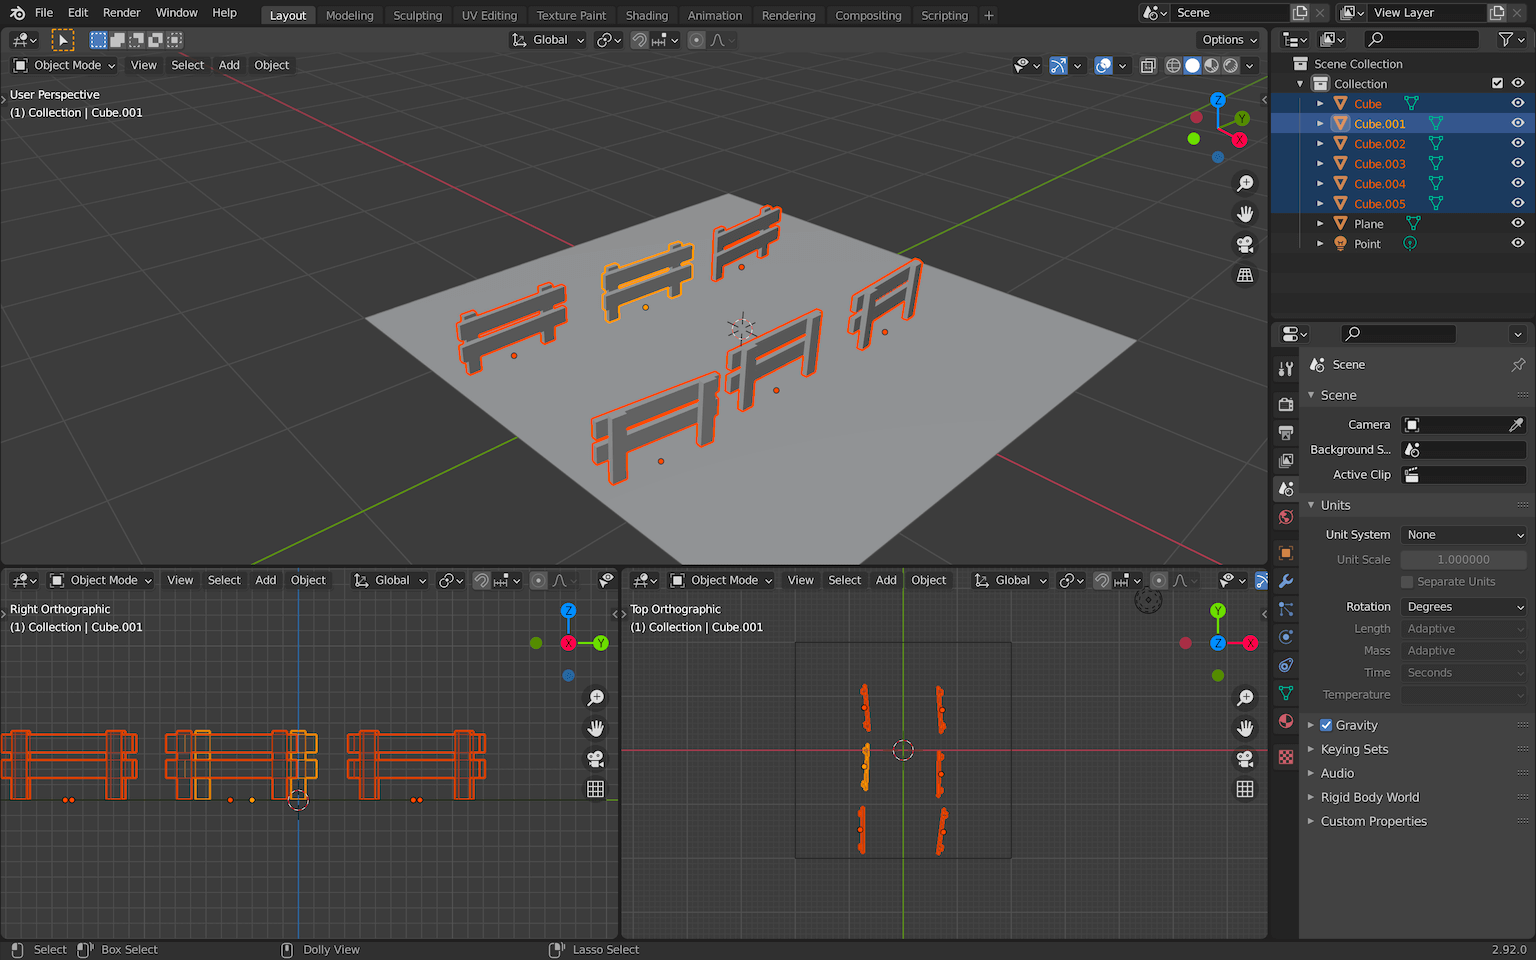 File Edit Render Window Help Layout Modeling Sculpting UV Editing Texture Paint Shading Animation Rendering Compositing Scripting + Scene View Layer
Global Options
Object Mode View Select Add Object
User Perspective
(1) Collection | Cube.001
Z
Y
X
Scene Collection
Collection
Cube
Cube.001
Cube.002
Cube.003
Cube.004
Cube.005
Plane
Point
Scene
Scene
Camera
Background S...
Active Clip
Units
Unit System None
Unit Scale 1.000000
Separate Units
Rotation Degrees
Length Adaptive
Mass Adaptive
Time Seconds
Temperature
Gravity
Keying Sets
Audio
Rigid Body World
Custom Properties
Object Mode View Select Add Object Global
Right Orthographic
(1) Collection | Cube.001
Z
X Y
Object Mode View Select Add Object Global
Top Orthographic
(1) Collection | Cube.001
Y
Z X
Select Box Select Dolly View Lasso Select 2.92.0